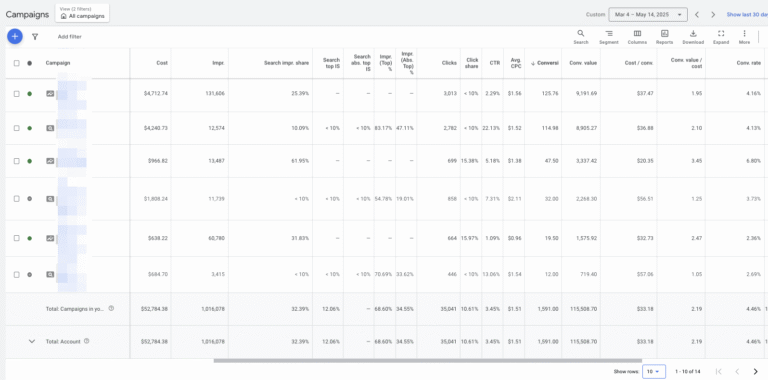 Campaigns
View (2 filters)
All campaigns
Custom
Mar 4 – May 14, 2025
Show last 30 da
Add filter
Search
Segment
Columns
Reports
Download
Expand
More
Campaign Cost Impr. Search impr. share Search top IS Search abs. top IS Impr. (Top) % Impr. (Abs. Top) % Clicks Click share CTR Avg. CPC ↓ Conversi Conv. value Cost / conv. Conv. value / cost Conv. rate
$4,712.74 131,606 25.39% — — — — 3,013 < 10% 2.29% $1.56 125.76 9,191.69 $37.47 1.95 4.16%
$4,240.73 12,574 10.09% < 10% < 10% 83.17% 47.11% 2,782 < 10% 22.13% $1.52 114.98 8,905.27 $36.88 2.10 4.13%
$966.82 13,487 61.95% — — — — 699 15.38% 5.18% $1.38 47.50 3,337.42 $20.35 3.45 6.80%
$1,808.24 11,739 < 10% < 10% < 10% 54.78% 19.01% 858 < 10% 7.31% $2.11 32.00 2,268.30 $56.51 1.25 3.73%
$638.22 60,780 31.83% — — — — 664 15.97% 1.09% $0.96 19.50 1,575.92 $32.73 2.47 2.36%
$684.70 3,415 < 10% < 10% < 10% 70.69% 53.62% 446 < 10% 13.06% $1.54 12.00 719.40 $57.06 1.05 2.69%
Total: Campaigns in yo... $52,784.38 1,016,078 32.39% 12.06% — 68.60% 34.55% 35,041 10.61% 3.45% $1.51 1,591.00 115,508.70 $33.18 2.19 4.46%
Total: Account $52,784.38 1,016,078 32.39% 12.06% — 68.60% 34.55% 35,041 10.61% 3.45% $1.51 1,591.00 115,508.70 $33.18 2.19 4.46%
Show rows: 10
1 - 10 of 14